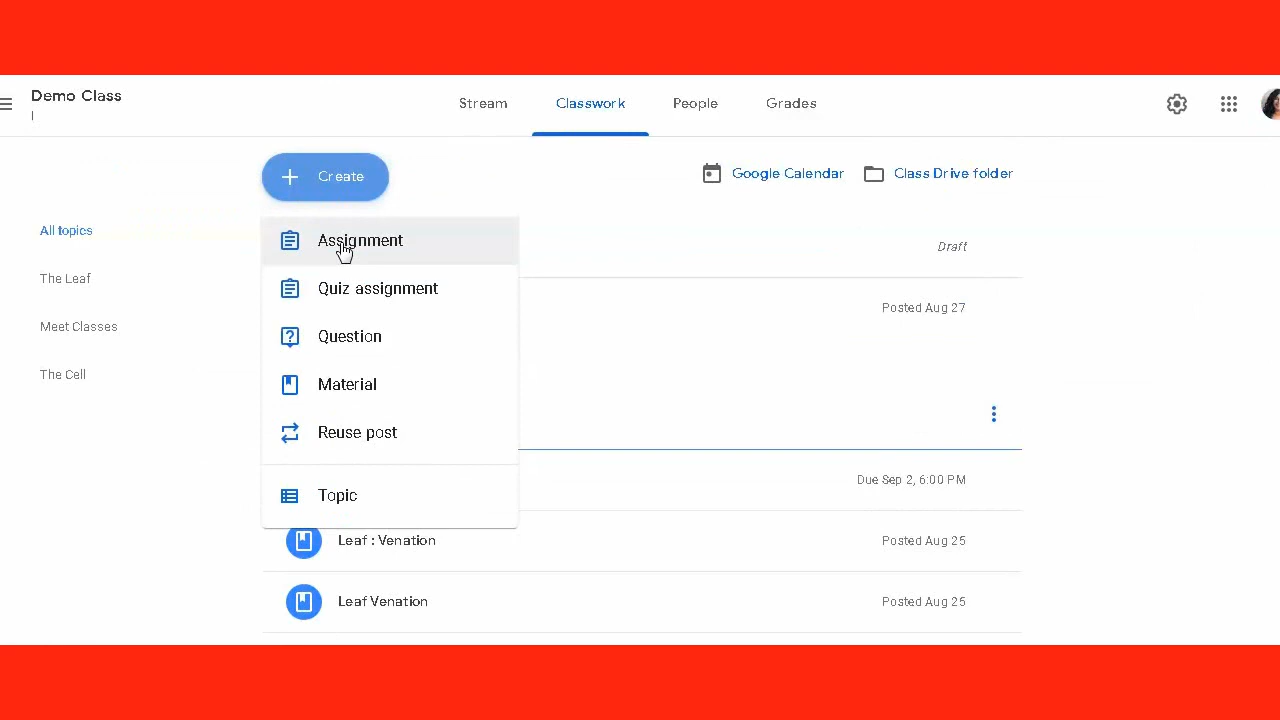 Demo Class
I
Stream
Classwork
People
Grades
Create
Google Calendar
Class Drive folder
All topics
The Leaf
Meet Classes
The Cell
Assignment
Quiz assignment
Question
Material
Reuse post
Topic
Draft
Posted Aug 27
Due Sep 2, 6:00 PM
Leaf : Venation
Posted Aug 25
Leaf Venation
Posted Aug 25